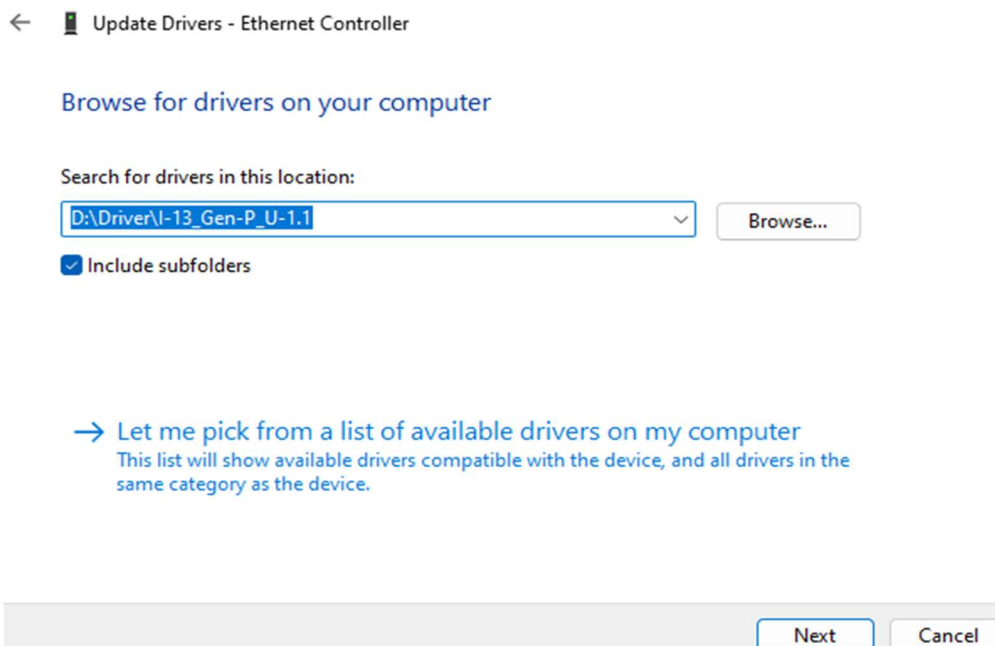 Update Drivers - Ethernet Controller
Browse for drivers on your computer
Search for drivers in this location:
D:\Driver\I-13_Gen-P_U-1.1
Browse...
Include subfolders
Let me pick from a list of available drivers on my computer
This list will show available drivers compatible with the device, and all drivers in the
same category as the device.
Next
Cancel